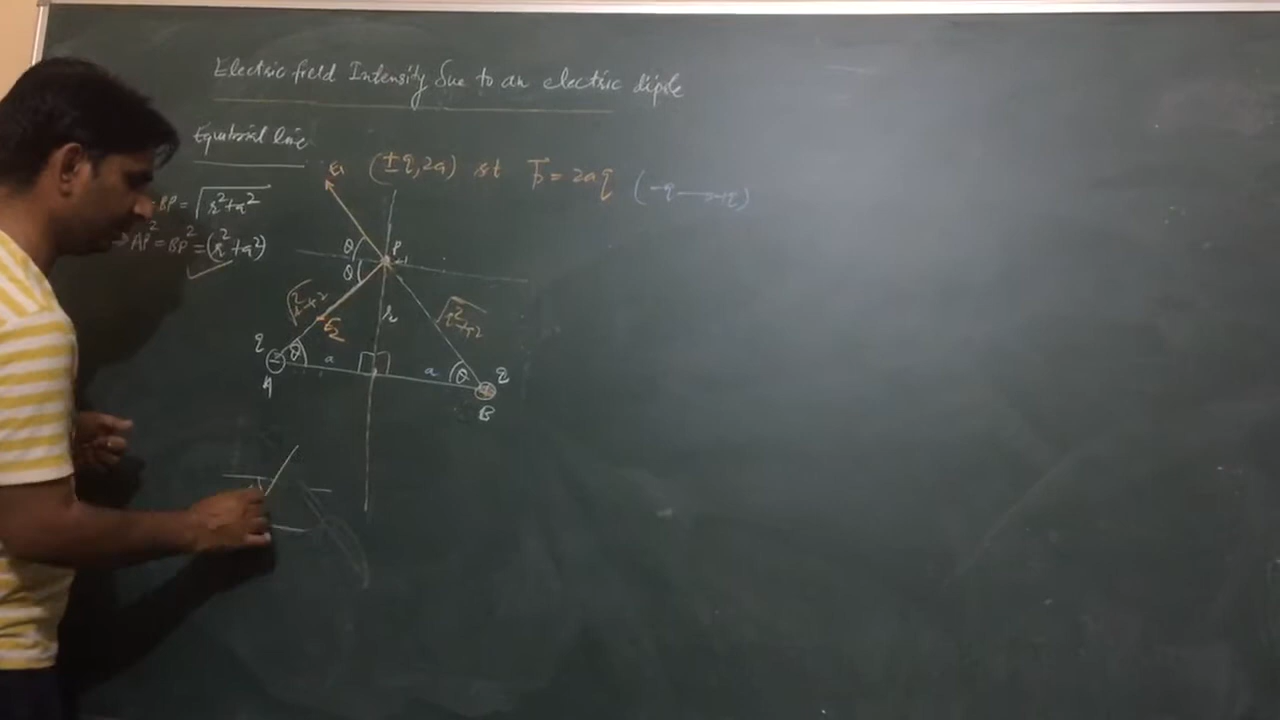 Electric field Intensity due to an electric dipole
Equatorial line
E1 (±q, 2a) st P = 2aq (-q → +q)
BP = √r²+a²
AP² = BP² = (r²+a²)
θ P
θ
√r²+a² r √r²+a²
E2
q θ a a θ q
A B